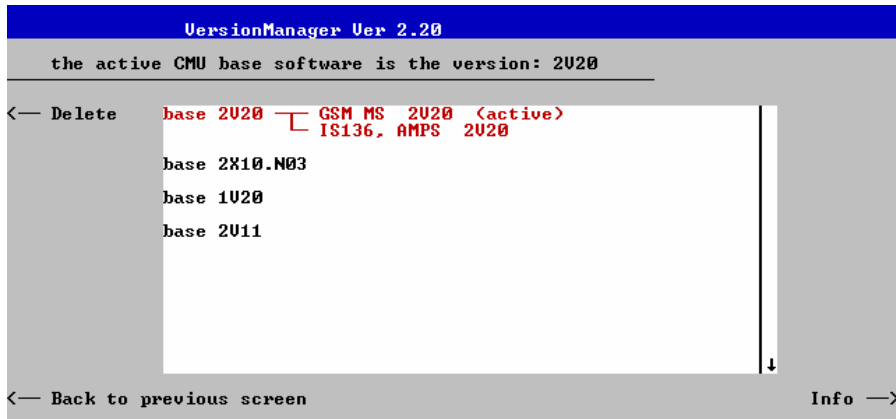 VersionManager Ver 2.20
the active CMU base software is the version: 2V20
<— Delete
base 2V20 GSM MS 2V20 (active)
IS136, AMPS 2V20
base 2X10.N03
base 1V20
base 2V11
<— Back to previous screen
Info —>